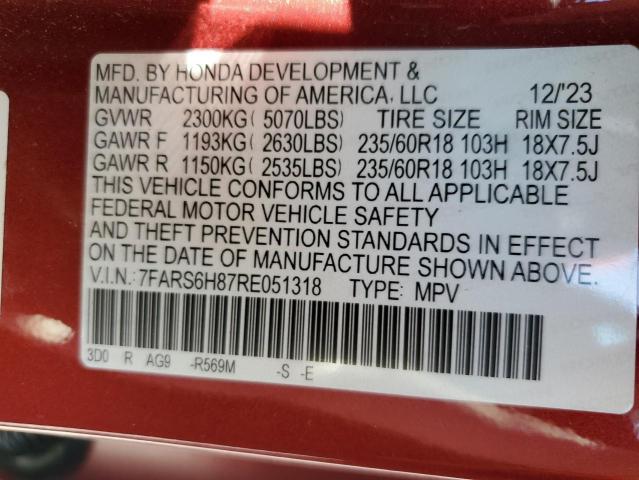 MFD. BY HONDA DEVELOPMENT &
MANUFACTURING OF AMERICA, LLC 12/'23
GVWR 2300KG ( 5070LBS) TIRE SIZE RIM SIZE
GAWR F 1193KG ( 2630LBS) 235/60R18 103H 18X7.5J
GAWR R 1150KG ( 2535LBS) 235/60R18 103H 18X7.5J
THIS VEHICLE CONFORMS TO ALL APPLICABLE
FEDERAL MOTOR VEHICLE SAFETY
AND THEFT PREVENTION STANDARDS IN EFFECT
ON THE DATE OF MANUFACTURE SHOWN ABOVE.
V.I.N.:7FARS6H87RE051318 TYPE: MPV
3D0 R AG9 -R569M -S -E